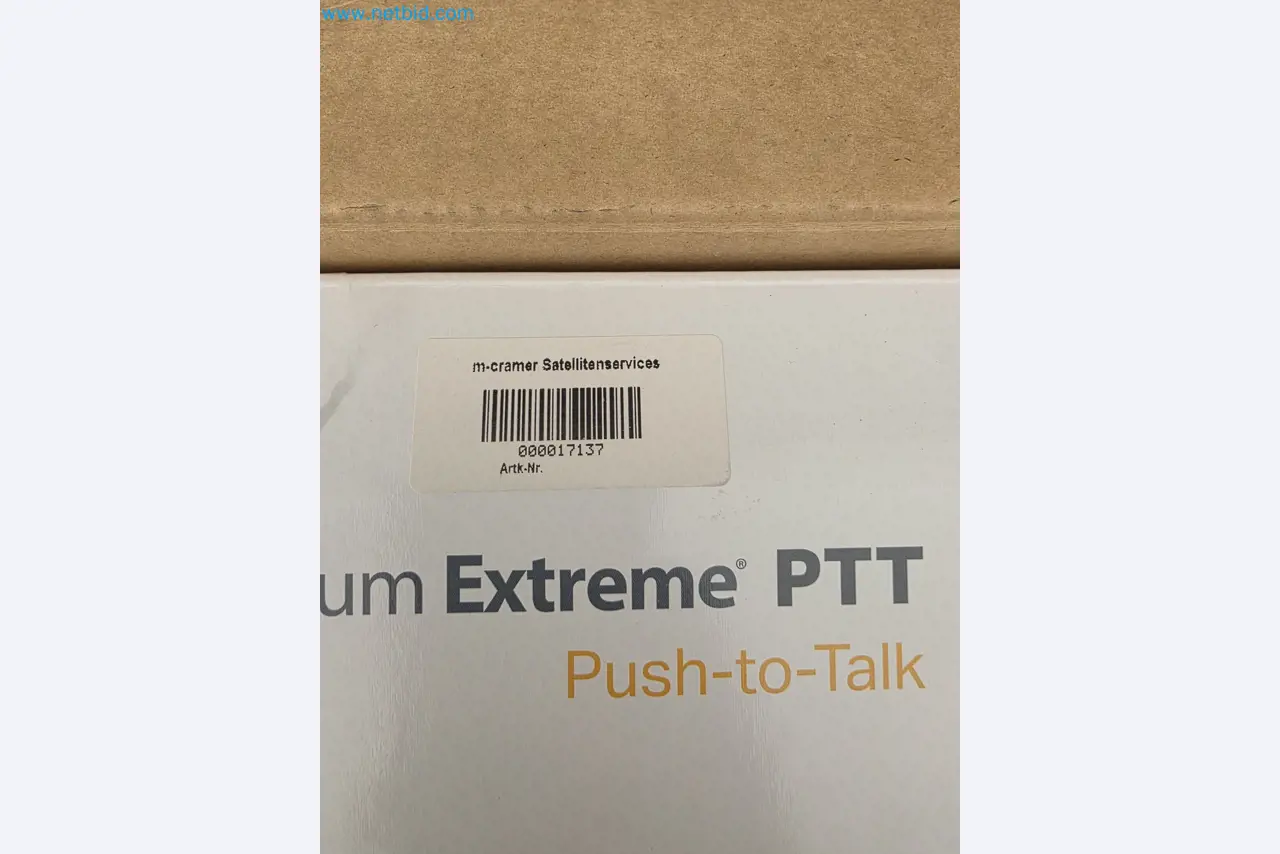 www.netbid.com
m-cramer Satellitenservices
000017137
Artk-Nr.
um Extreme® PTT
Push-to-Talk